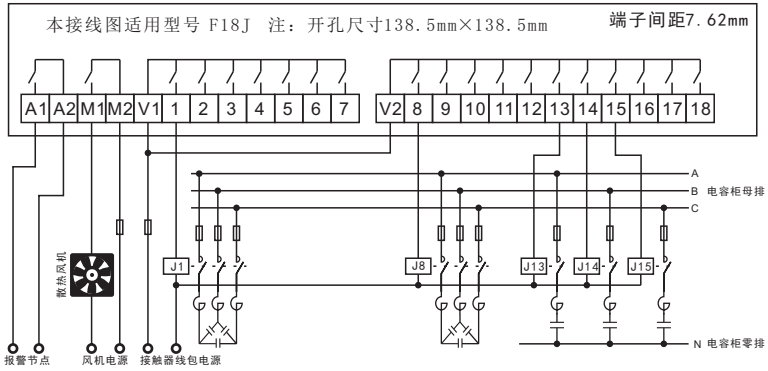 本接线图适用型号 F18J 注：开孔尺寸138.5mm×138.5mm 端子间距7.62mm
A1 A2 M1 M2 V1 1 2 3 4 5 6 7 V2 8 9 10 11 12 13 14 15 16 17 18
A
B 电容柜母排
C
J1 J8 J13 J14 J15
散热风机
N 电容柜零排
报警节点 风机电源 接触器线包电源